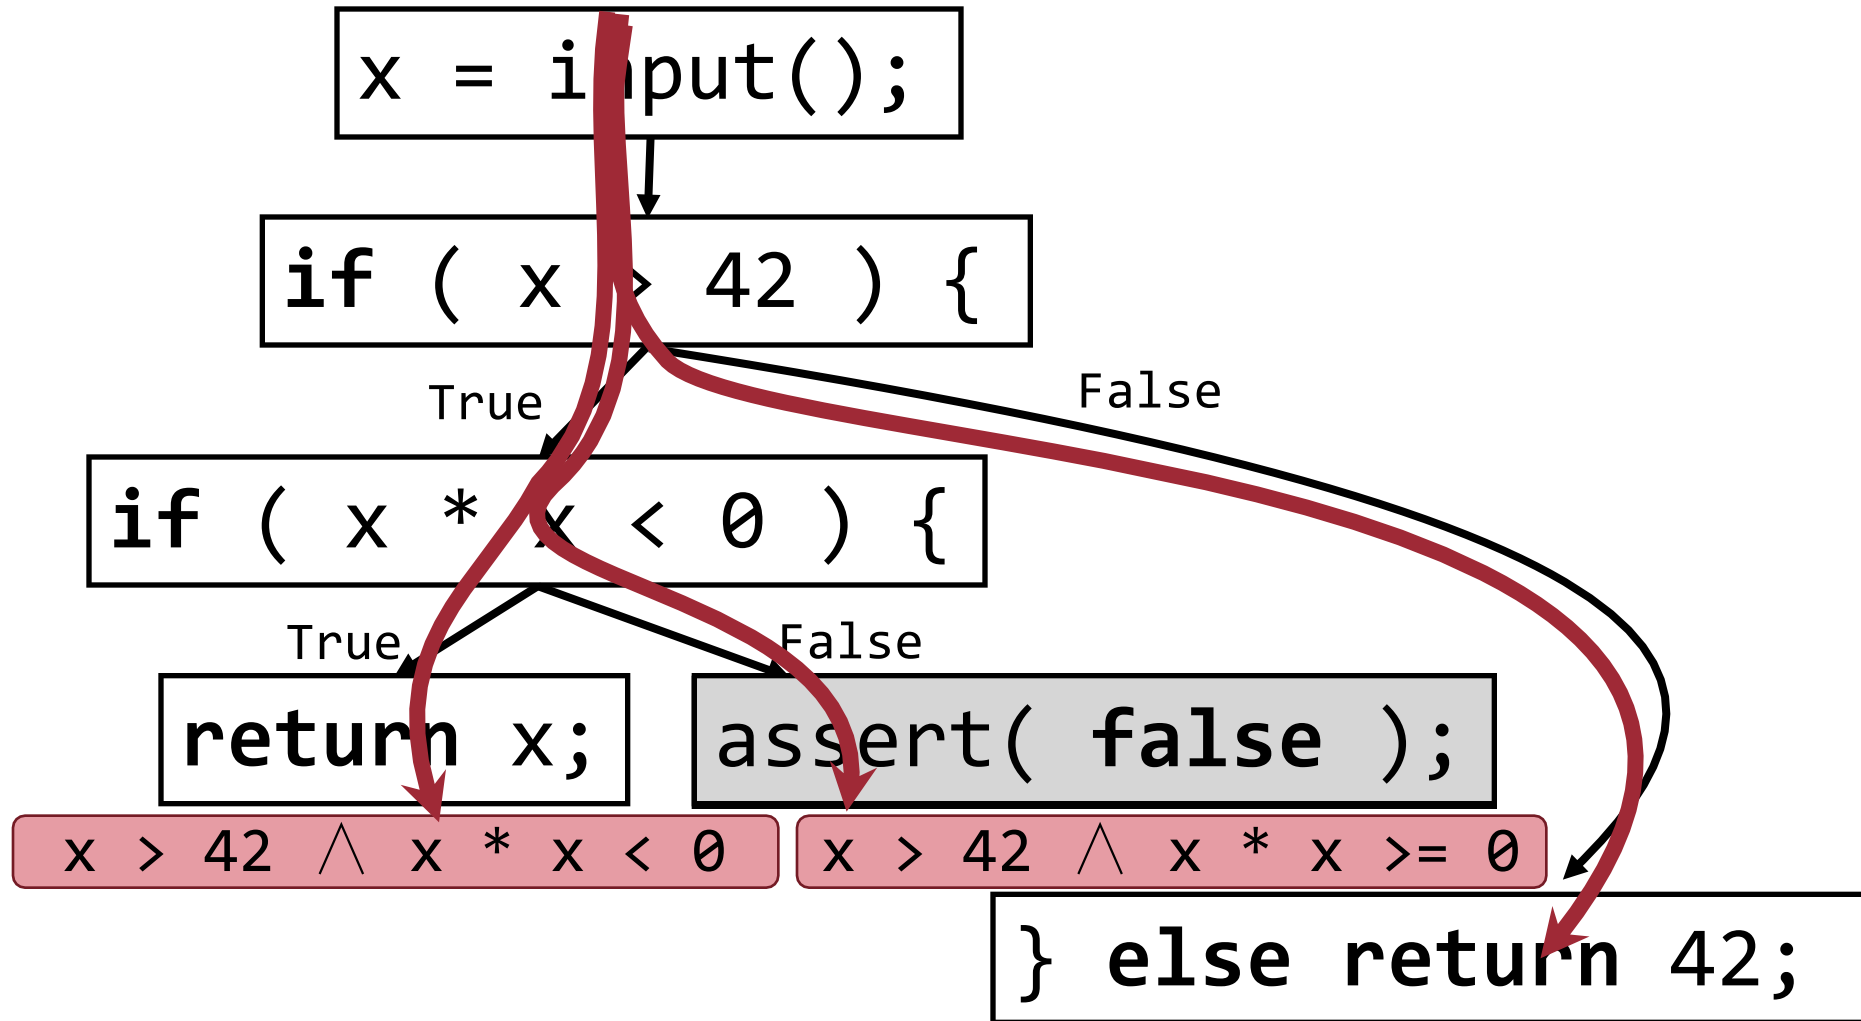 x = input();
if ( x > 42 ) {
True
False
if ( x * x < 0 ) {
True
False
return x;
assert( false );
x > 42 ∧ x * x < 0
x > 42 ∧ x * x >= 0
} else return 42;